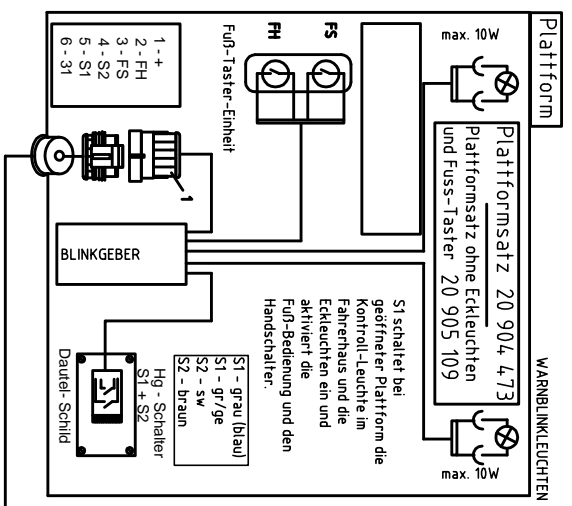 Plattform
max. 10W
WARNBLINKLEUCHTEN
max. 10W
Plattformsatz 20 904 473
Plattformsatz ohne Eckleuchten
und Fuss-Taster 20 905 109
FH
FS
Fuß-Taster-Einheit
1 - +
2 - FH
3 - FS
4 - S2
5 - S1
6 - 31
1
BLINKGEBER
S1 schaltet bei
geöffneter Plattform die
Kontroll-Leuchte im
Fahrerhaus und die
Eckleuchten ein und
aktiviert die
Fuß-Bedienung und den
Handschalter.
S1 - grau (blau)
S1 - gr/ge
S2 - sw
S2 - braun
Hg - Schalter
S1 + S2
Dautel- Schild